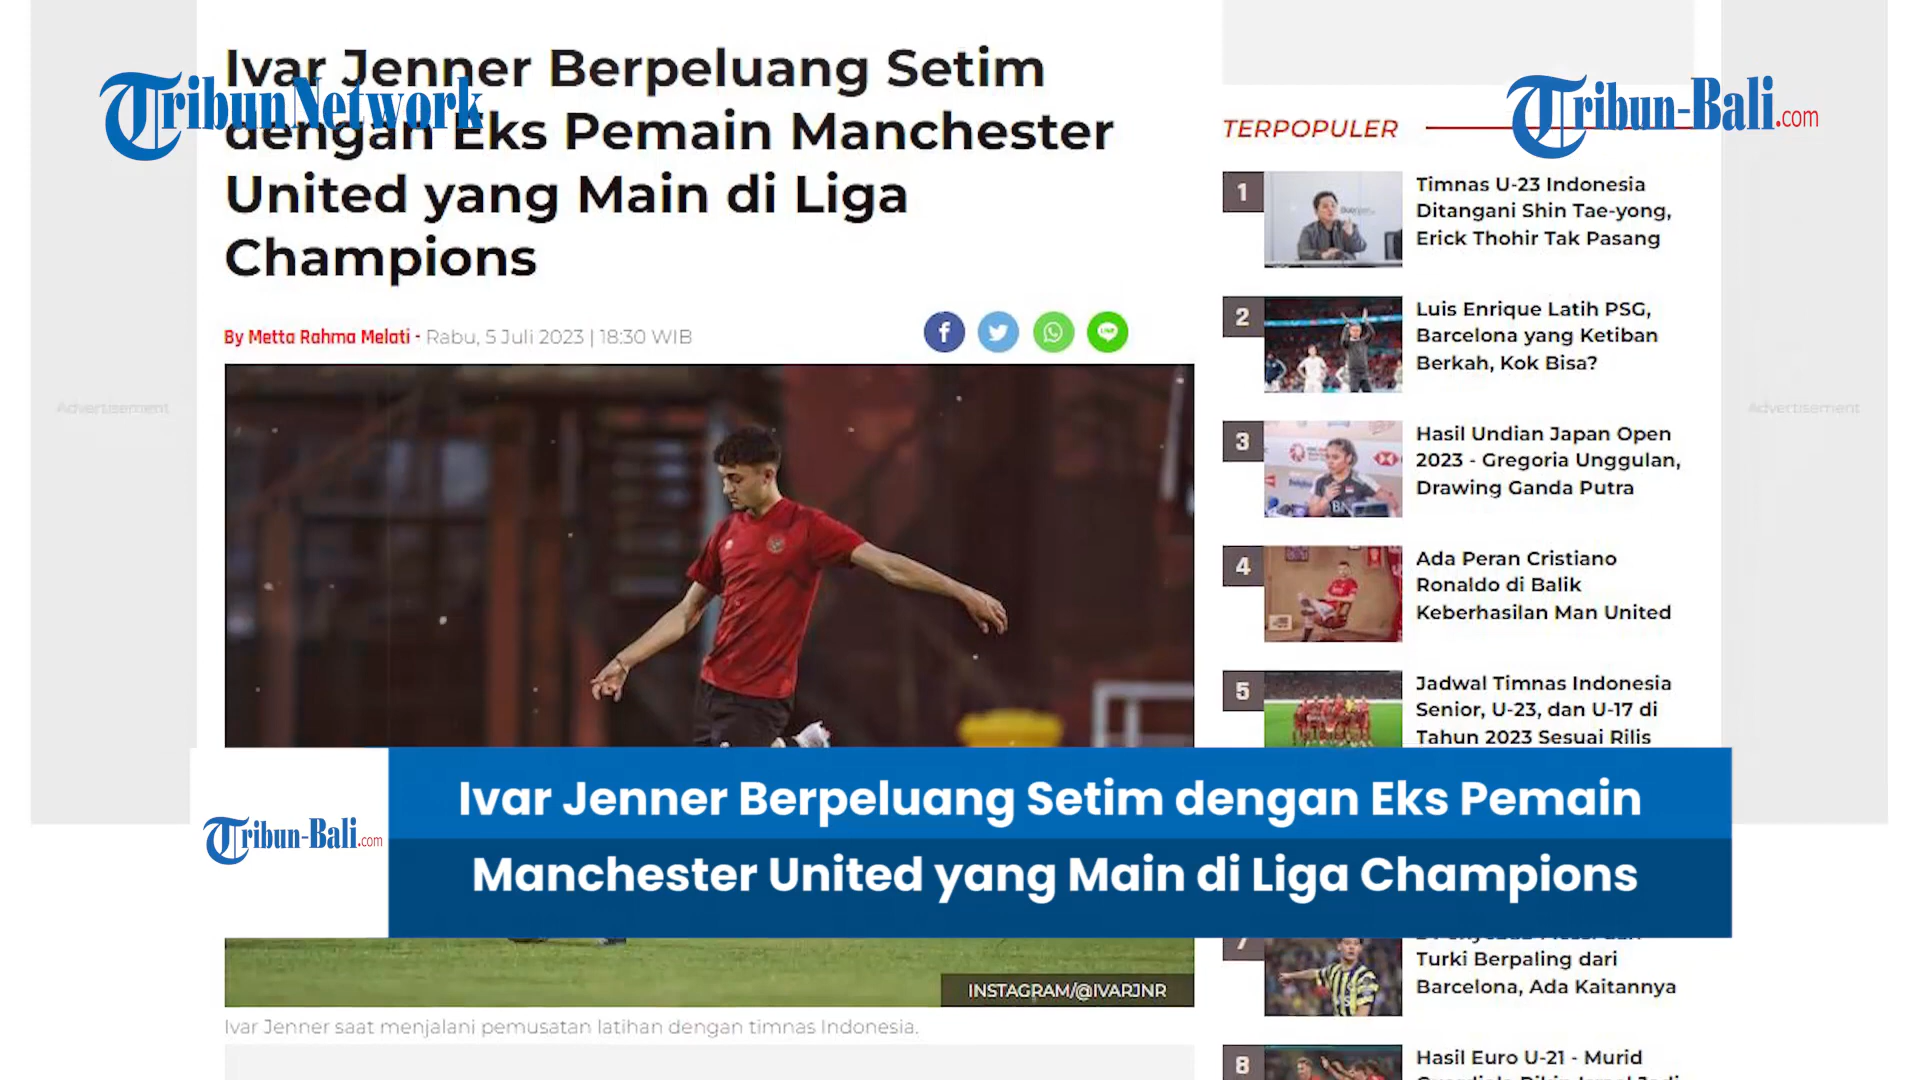 Ivar Jenner Berpeluang Setim
dengan Eks Pemain Manchester
United yang Main di Liga
Champions
Tribun Network
Tribun-Bali.com
By Metta Rahma Melati - Rabu, 5 Juli 2023 | 18:30 WIB
Advertisement
INSTAGRAM/@IVARJNR
Ivar Jenner saat menjalani pemusatan latihan dengan timnas Indonesia.
TERPOPULER
1
Timnas U-23 Indonesia
Ditangani Shin Tae-yong,
Erick Thohir Tak Pasang
2
Luis Enrique Latih PSG,
Barcelona yang Ketiban
Berkah, Kok Bisa?
3
Hasil Undian Japan Open
2023 - Gregoria Unggulan,
Drawing Ganda Putra
4
Ada Peran Cristiano
Ronaldo di Balik
Keberhasilan Man United
5
Jadwal Timnas Indonesia
Senior, U-23, dan U-17 di
Tahun 2023 Sesuai Rilis
7
Turki Berpaling dari
Barcelona, Ada Kaitannya
8
Hasil Euro U-21 - Murid
Advertisement
Tribun-Bali.com
Ivar Jenner Berpeluang Setim dengan Eks Pemain
Manchester United yang Main di Liga Champions